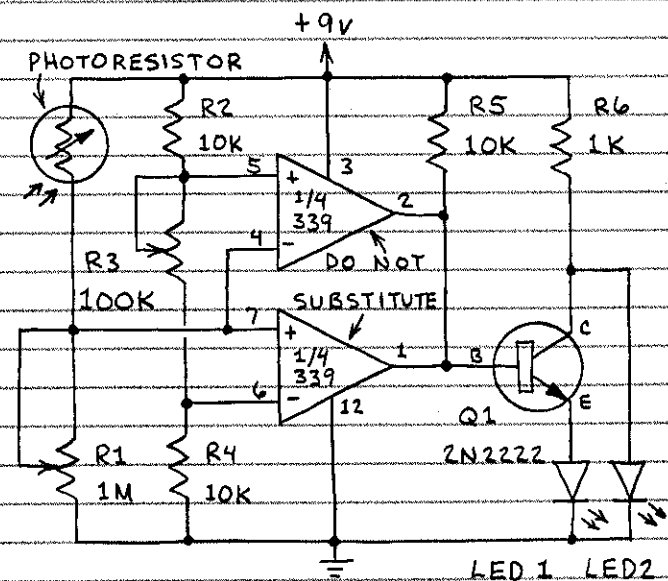 +9V
PHOTORESISTOR
R2
10K
R5
10K
R6
1K
5
+
3
1/4
339
2
4
-
DO NOT
R3
100K
SUBSTITUTE
7
+
1/4
339
1
B
C
6
-
12
E
Q1
2N2222
R1
1M
R4
10K
LED 1 LED2